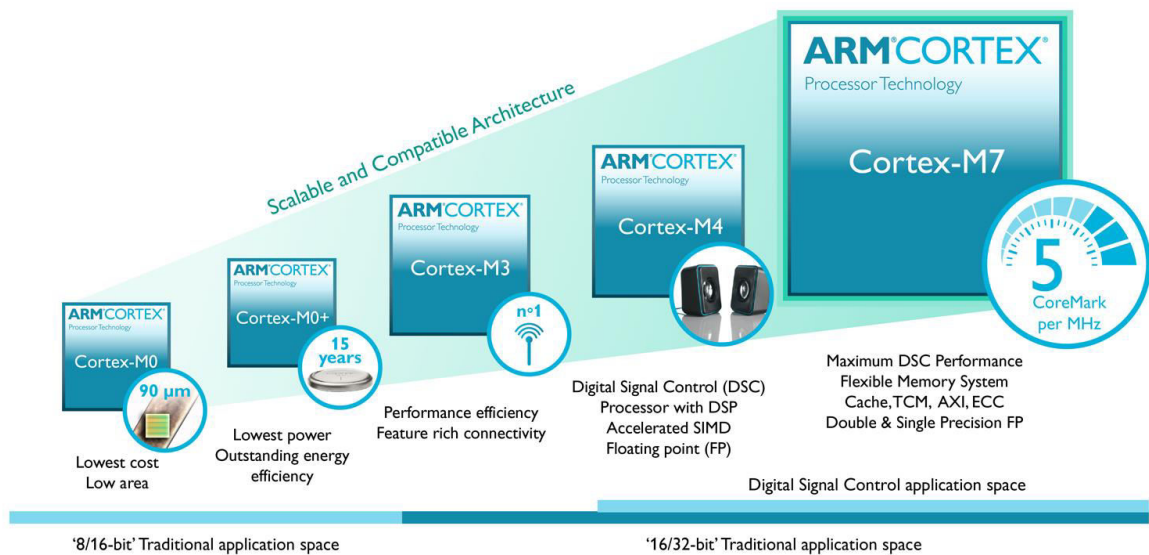 Scalable and Compatible Architecture
ARM®CORTEX®
Processor Technology
Cortex-M0
90 µm
Lowest cost
Low area
ARM®CORTEX®
Processor Technology
Cortex-M0+
15
years
Lowest power
Outstanding energy
efficiency
ARM®CORTEX®
Processor Technology
Cortex-M3
nº1
Performance efficiency
Feature rich connectivity
ARM®CORTEX®
Processor Technology
Cortex-M4
Digital Signal Control (DSC)
Processor with DSP
Accelerated SIMD
Floating point (FP)
ARM®CORTEX®
Processor Technology
Cortex-M7
5
CoreMark
per MHz
Maximum DSC Performance
Flexible Memory System
Cache, TCM, AXI, ECC
Double & Single Precision FP
Digital Signal Control application space
‘8/16-bit’ Traditional application space
‘16/32-bit’ Traditional application space